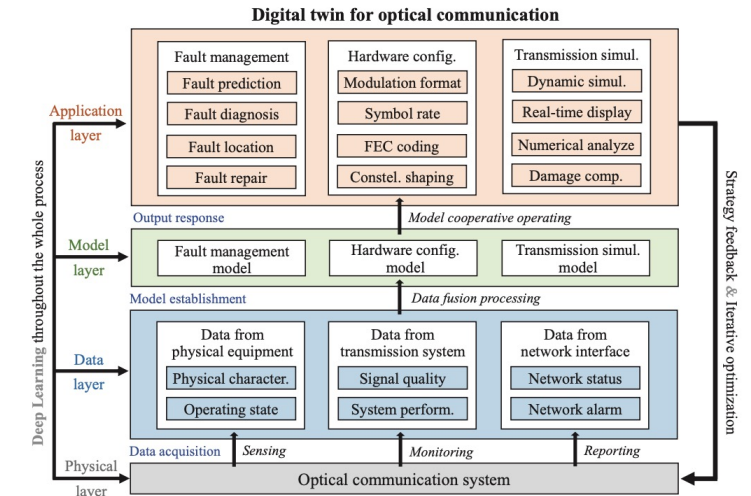 Digital twin for optical communication
Fault management
Fault prediction
Fault diagnosis
Fault location
Fault repair
Hardware config.
Modulation format
Symbol rate
FEC coding
Constel. shaping
Transmission simul.
Dynamic simul.
Real-time display
Numerical analyze
Damage comp.
Application
layer
Output response
Model cooperative operating
Model
layer
Fault management
model
Hardware config.
model
Transmission simul.
model
Model establishment
Data fusion processing
Data
layer
Data from
physical equipment
Physical character.
Operating state
Data from
transmission system
Signal quality
System perform.
Data from
network interface
Network status
Network alarm
Data acquisition
Sensing
Monitoring
Reporting
Physical
layer
Optical communication system
Deep Learning throughout the whole process
Strategy feedback & Iterative optimization